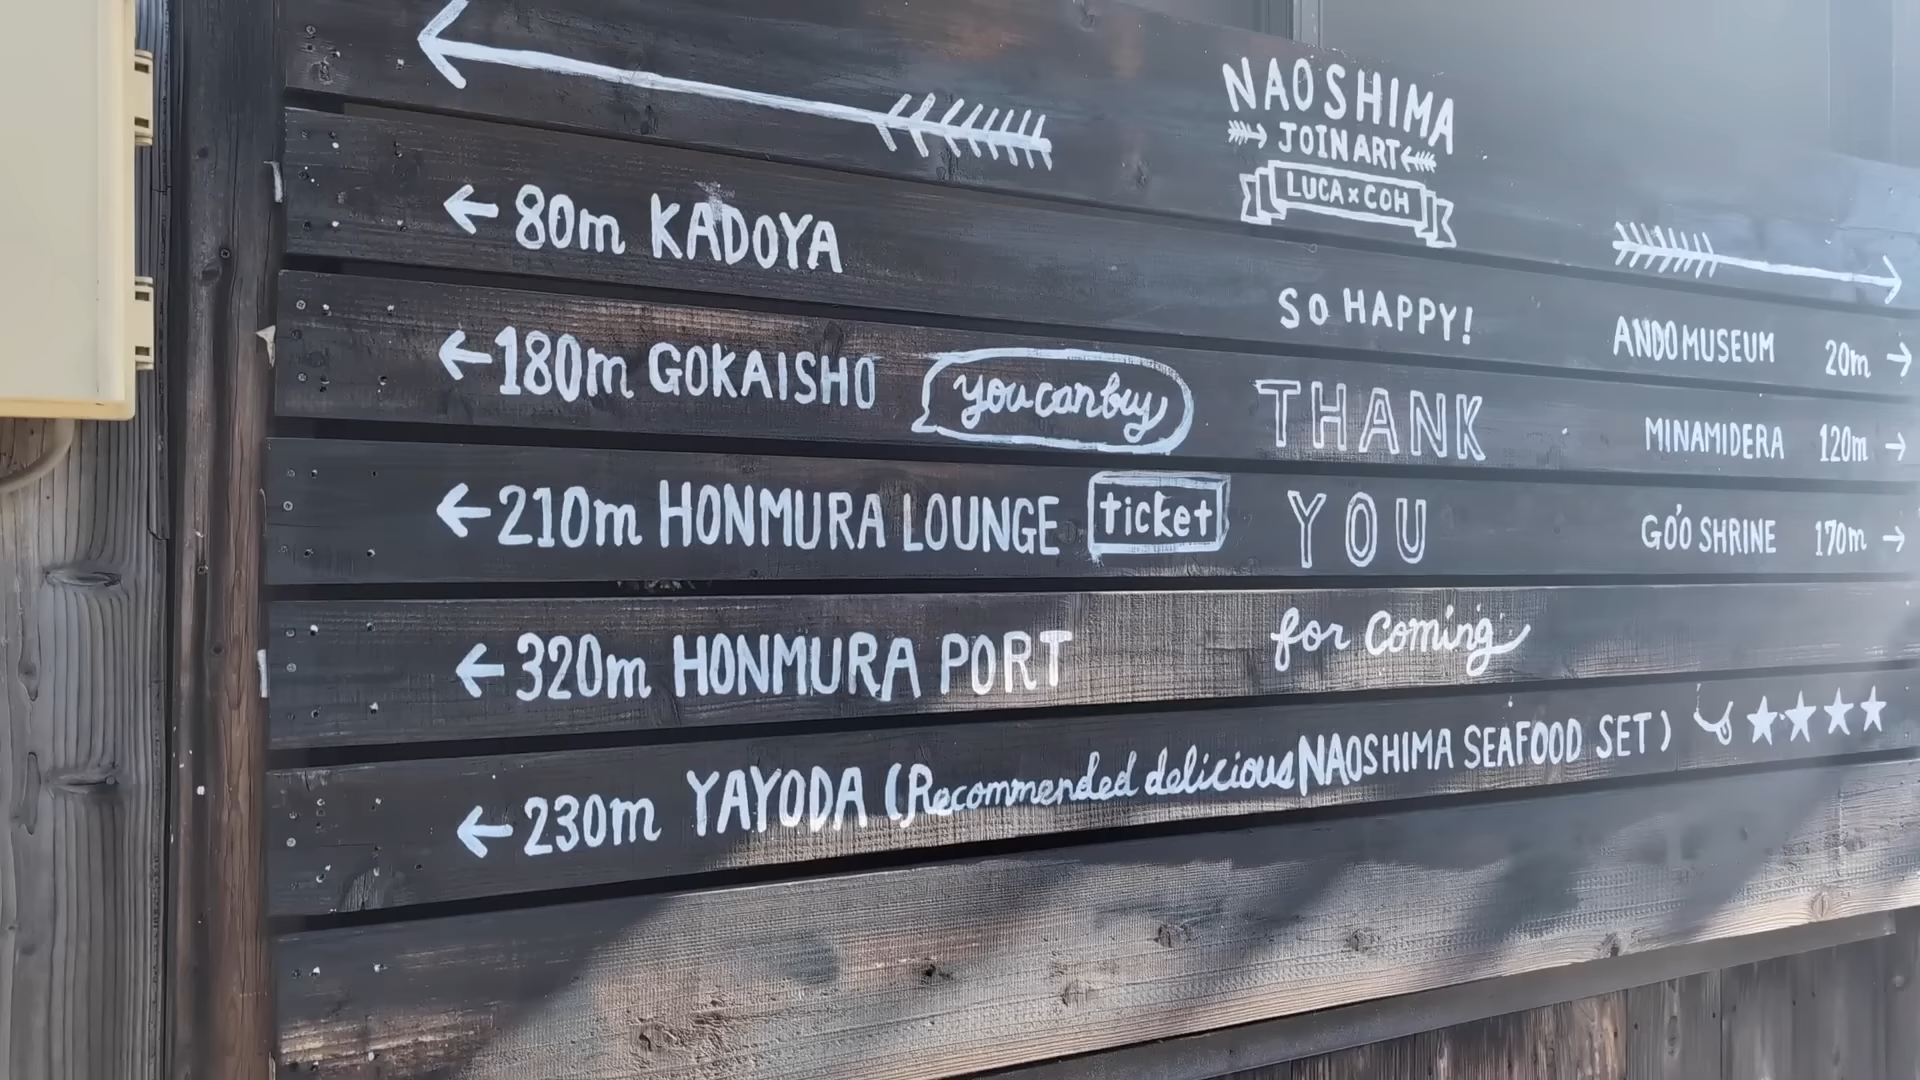 NAOSHIMA
JOIN ART
LUCA x COH
← 80m KADOYA
← 180m GOKAISHO you can buy
← 210m HONMURA LOUNGE ticket
← 320m HONMURA PORT
← 230m YAYODA (Recommended delicious NAOSHIMA SEAFOOD SET) ★★★★
SO HAPPY!
THANK
YOU
for coming
ANDO MUSEUM 20m →
MINAMIDERA 120m →
GO'O SHRINE 170m →